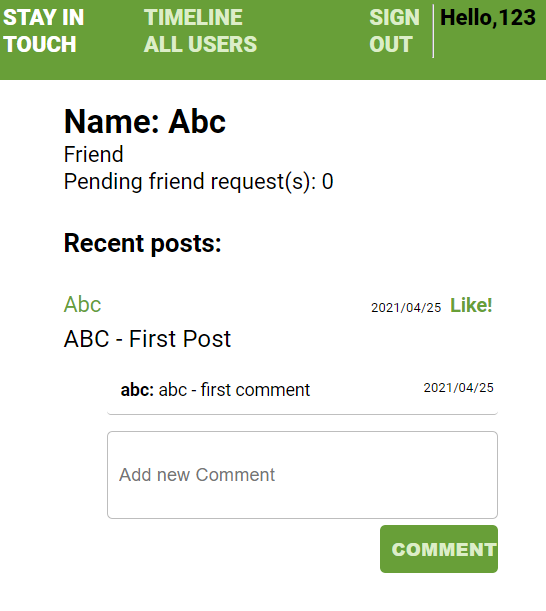 STAY IN TOUCH
TIMELINE
ALL USERS
SIGN OUT
Hello,123
Name: Abc
Friend
Pending friend request(s): 0
Recent posts:
Abc 2021/04/25 Like!
ABC - First Post
abc: abc - first comment 2021/04/25
Add new Comment
COMMENT